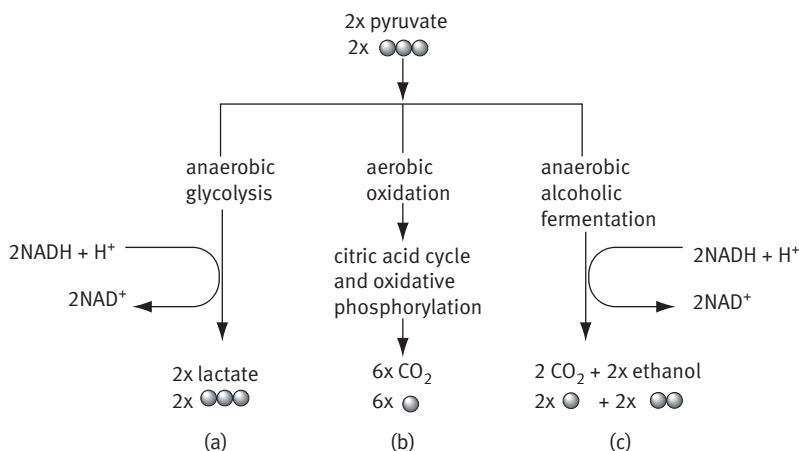 2x pyruvate
2x
anaerobic
glycolysis
aerobic
oxidation
anaerobic
alcoholic
fermentation
2NADH + H⁺
2NAD⁺
citric acid cycle
and oxidative
phosphorylation
2NADH + H⁺
2NAD⁺
2x lactate
2x
6x CO₂
6x
2 CO₂ + 2x ethanol
2x + 2x
(a)
(b)
(c)